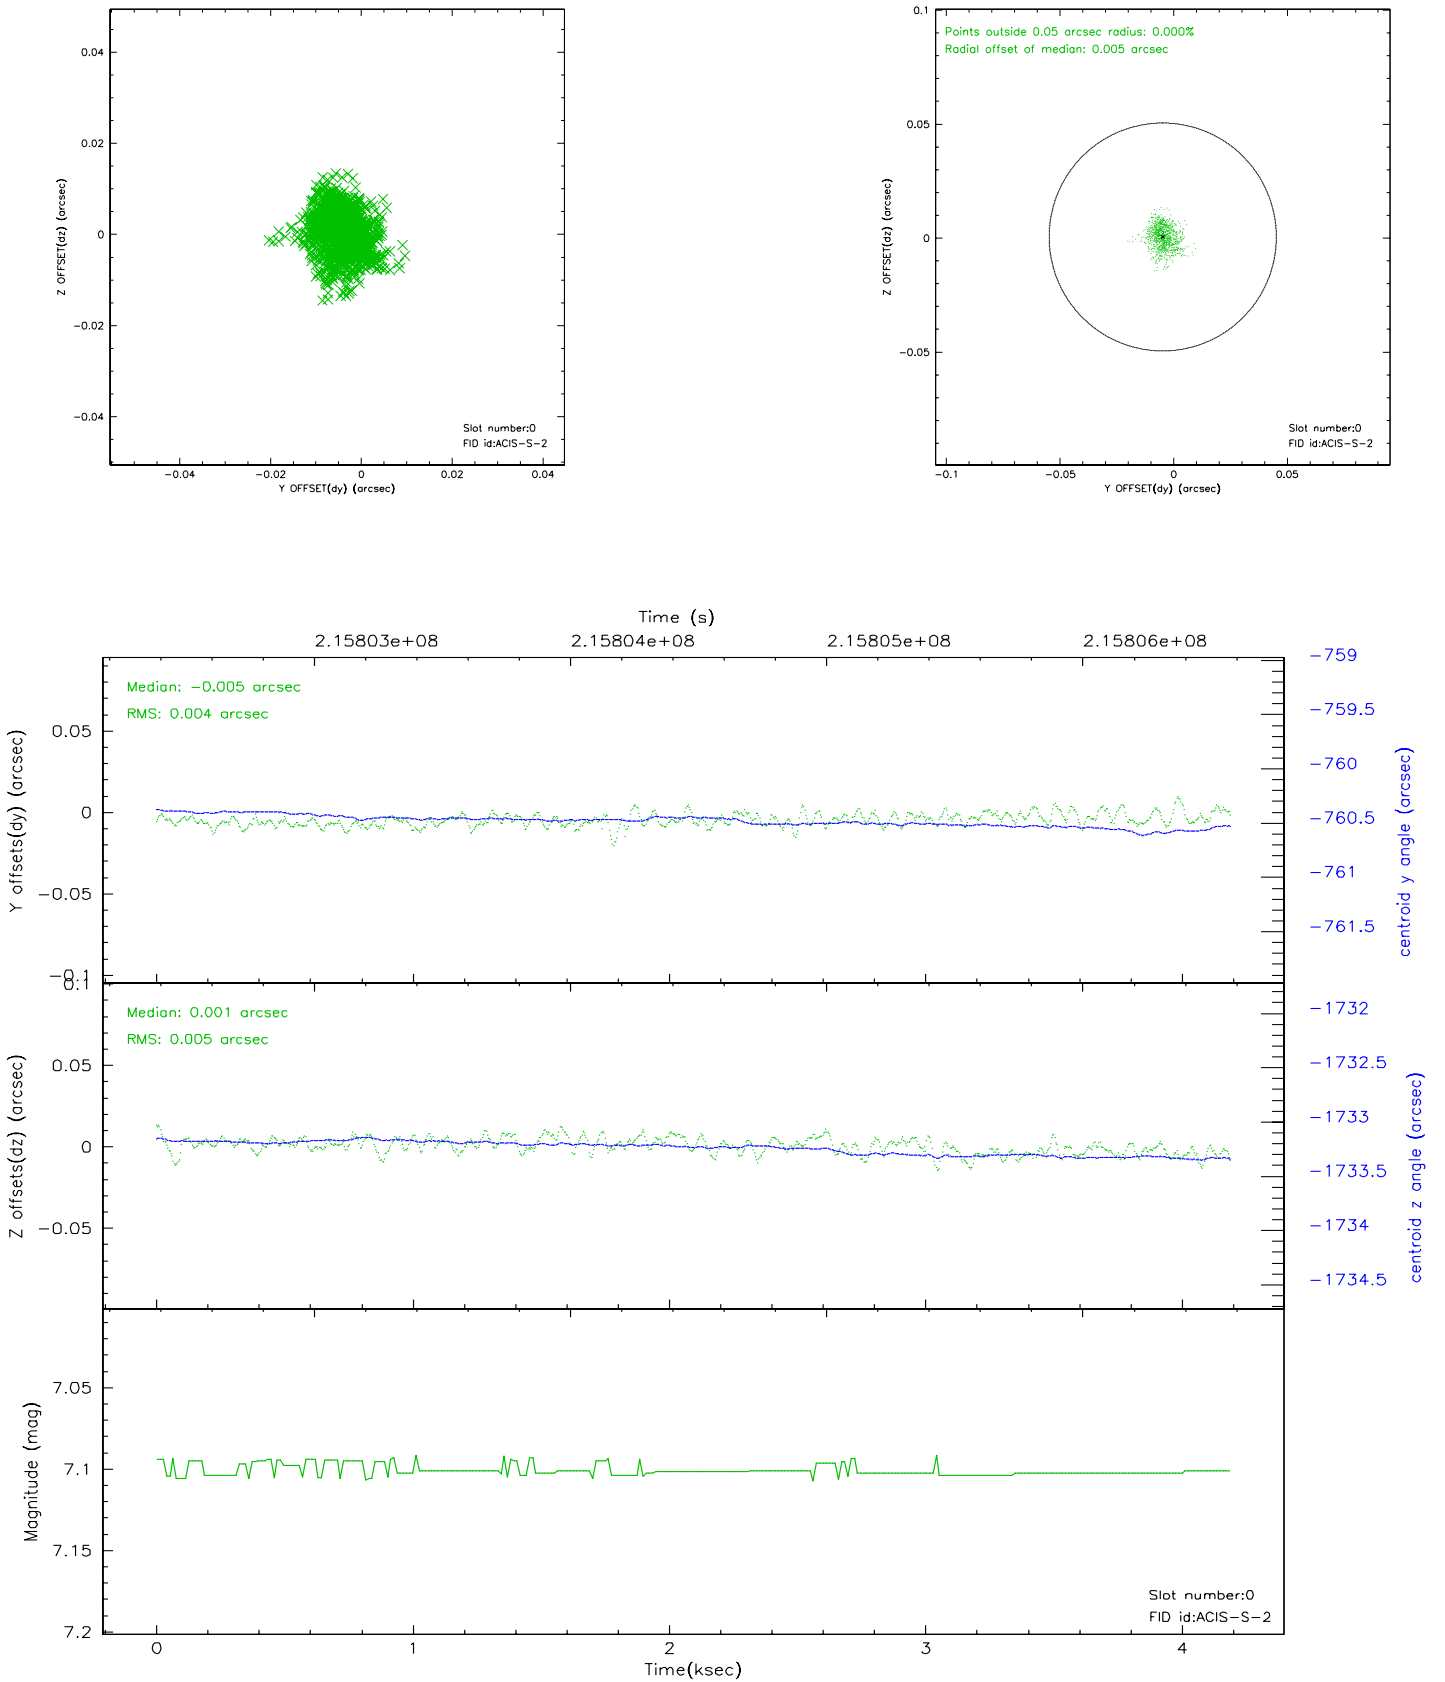 0.04
0.02
0
−0.02
−0.04
Z OFFSET(dz) (arcsec)
−0.04 −0.02 0 0.02 0.04
Y OFFSET(dy) (arcsec)
Slot number:0
FID id:ACIS−S−2
0.1
0.05
0
−0.05
Z OFFSET(dz) (arcsec)
Points outside 0.05 arcsec radius: 0.000%
Radial offset of median: 0.005 arcsec
Slot number:0
FID id:ACIS−S−2
−0.1 −0.05 0 0.05
Y OFFSET(dy) (arcsec)
Time (s)
2.15803e+08 2.15804e+08 2.15805e+08 2.15806e+08
Y offsets(dy) (arcsec)
0.05
0
−0.05
−0.1
Median: −0.005 arcsec
RMS: 0.004 arcsec
−759
−759.5
−760
−760.5
−761
−761.5
centroid y angle (arcsec)
Z offsets(dz) (arcsec)
0.1
0.05
0
−0.05
Median: 0.001 arcsec
RMS: 0.005 arcsec
−1732
−1732.5
−1733
−1733.5
−1734
−1734.5
centroid z angle (arcsec)
Magnitude (mag)
7.05
7.1
7.15
7.2
Slot number:0
FID id:ACIS−S−2
0 1 2 3 4
Time(ksec)